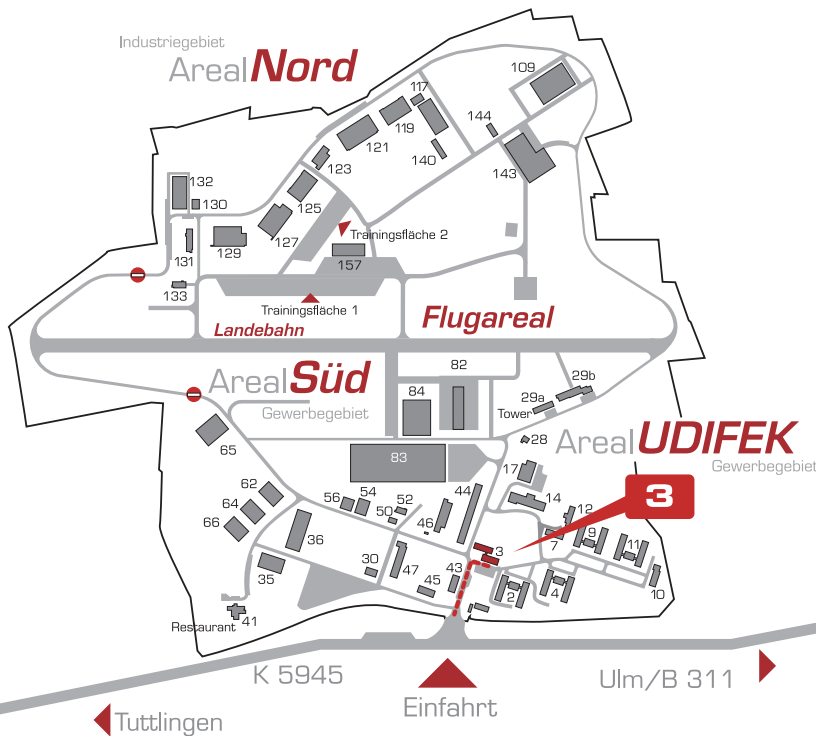 Industriegebiet
Areal Nord
109
117
119
144
121
140
143
123
132
125
130
127
Trainingsfläche 2
129
131
157
133
Trainingsfläche 1
Landebahn
Flugareal
82
Areal Süd
Gewerbegebiet
84
29b
29a
Tower
28
Areal UDIFEK
Gewerbegebiet
65
83
17
62
64
66
56
54
52
50
44
46
14
12
3
36
3
7
9
11
35
30
47
43
45
2
4
10
Restaurant
41
K 5945
Ulm/B 311
Einfahrt
Tuttlingen